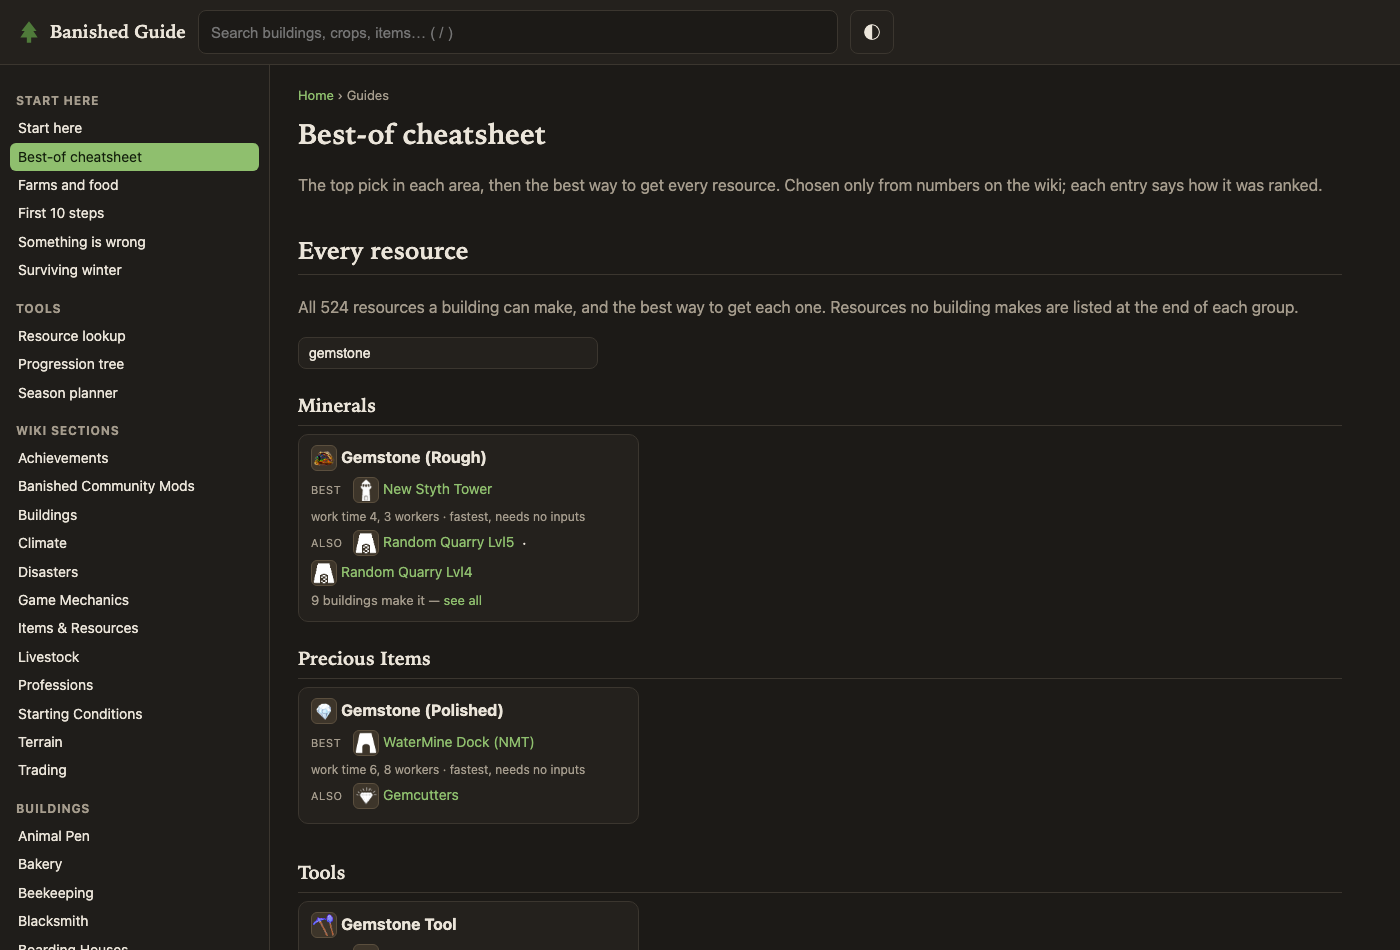 Banished Guide
Search buildings, crops, items… ( / )
START HERE
Start here
Best-of cheatsheet
Farms and food
First 10 steps
Something is wrong
Surviving winter
TOOLS
Resource lookup
Progression tree
Season planner
WIKI SECTIONS
Achievements
Banished Community Mods
Buildings
Climate
Disasters
Game Mechanics
Items & Resources
Livestock
Professions
Starting Conditions
Terrain
Trading
BUILDINGS
Animal Pen
Bakery
Beekeeping
Blacksmith
Boarding Houses
Home › Guides
Best-of cheatsheet
The top pick in each area, then the best way to get every resource. Chosen only from numbers on the wiki; each entry says how it was ranked.
Every resource
All 524 resources a building can make, and the best way to get each one. Resources no building makes are listed at the end of each group.
gemstone
Minerals
Gemstone (Rough)
BEST New Styth Tower
work time 4, 3 workers · fastest, needs no inputs
ALSO Random Quarry Lvl5 ·
Random Quarry Lvl4
9 buildings make it — see all
Precious Items
Gemstone (Polished)
BEST WaterMine Dock (NMT)
work time 6, 8 workers · fastest, needs no inputs
ALSO Gemcutters
Tools
Gemstone Tool